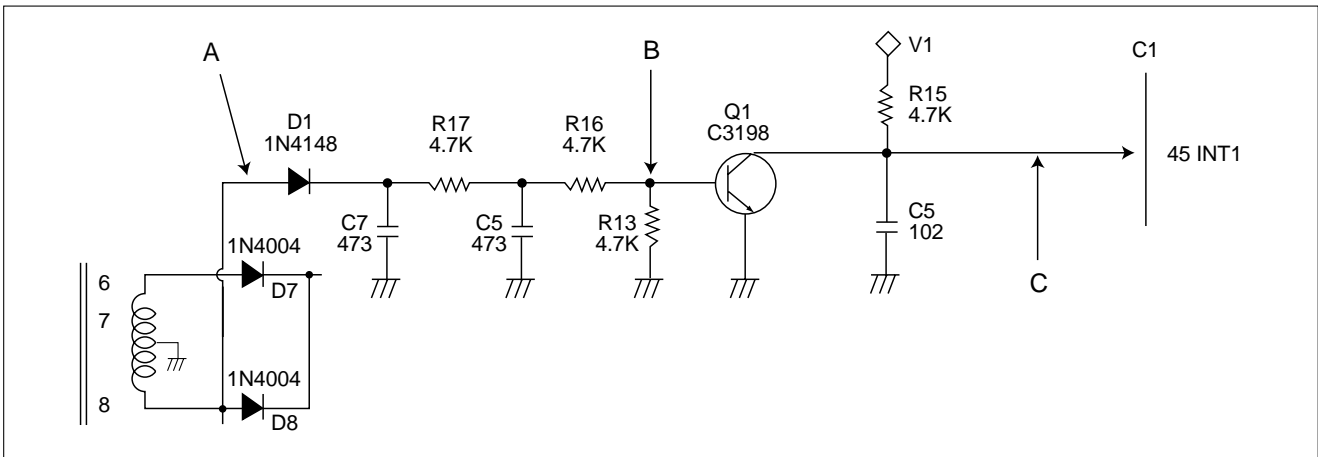 A
B
V1
C1
D1
1N4148
R17
4.7K
R16
4.7K
Q1
C3198
R15
4.7K
45 INT1
C7
473
C5
473
R13
4.7K
C5
102
C
1N4004
D7
6
7
8
1N4004
D8